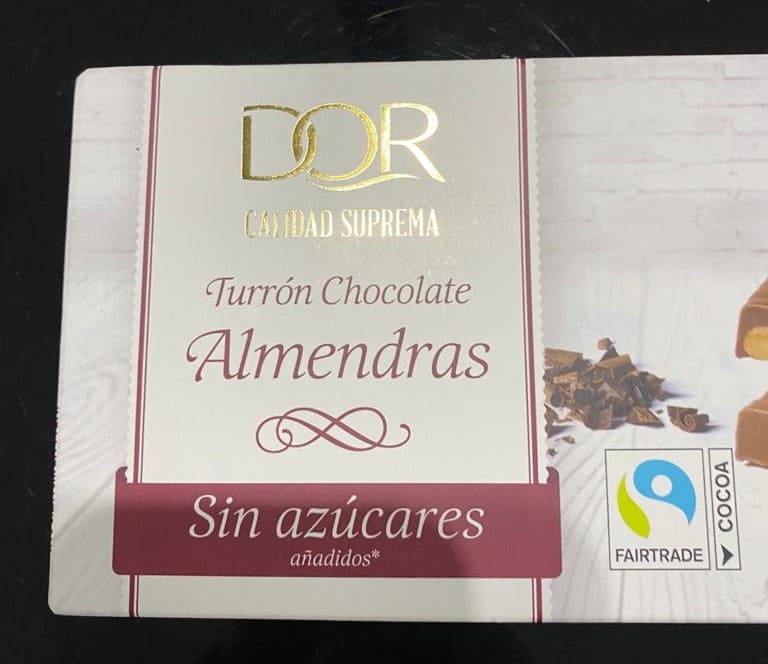 DOR
CALIDAD SUPREMA
Turrón Chocolate
Almendras
Sin azúcares
añadidos*
FAIRTRADE
COCOA